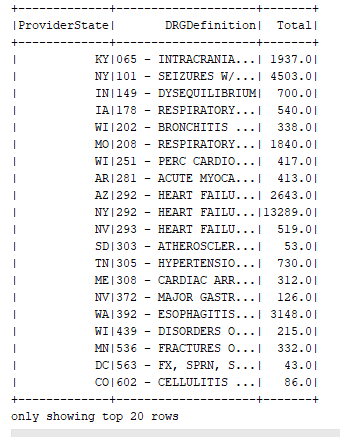 +-------------+--------------------+-------+
|ProviderState|       DRGDefinition|  Total|
+-------------+--------------------+-------+
|           KY|065 - INTRACRANIA...| 1937.0|
|           NY|101 - SEIZURES W/...| 4503.0|
|           IN|149 - DYSEQUILIBRIUM|  700.0|
|           IA|178 - RESPIRATORY...|  540.0|
|           WI|202 - BRONCHITIS ...|  338.0|
|           MO|208 - RESPIRATORY...| 1840.0|
|           WI|251 - PERC CARDIO...|  417.0|
|           AR|281 - ACUTE MYOCA...|  413.0|
|           AZ|292 - HEART FAILU...| 2643.0|
|           NY|292 - HEART FAILU...|13289.0|
|           NV|293 - HEART FAILU...|  519.0|
|           SD|303 - ATHEROSCLER...|   53.0|
|           TN|305 - HYPERTENSIO...|  730.0|
|           ME|308 - CARDIAC ARR...|  312.0|
|           NV|372 - MAJOR GASTR...|  126.0|
|           WA|392 - ESOPHAGITIS...| 3148.0|
|           WI|439 - DISORDERS O...|  215.0|
|           MN|536 - FRACTURES O...|  332.0|
|           DC|563 - FX, SPRN, S...|   43.0|
|           CO|602 - CELLULITIS ...|   86.0|
+-------------+--------------------+-------+
only showing top 20 rows